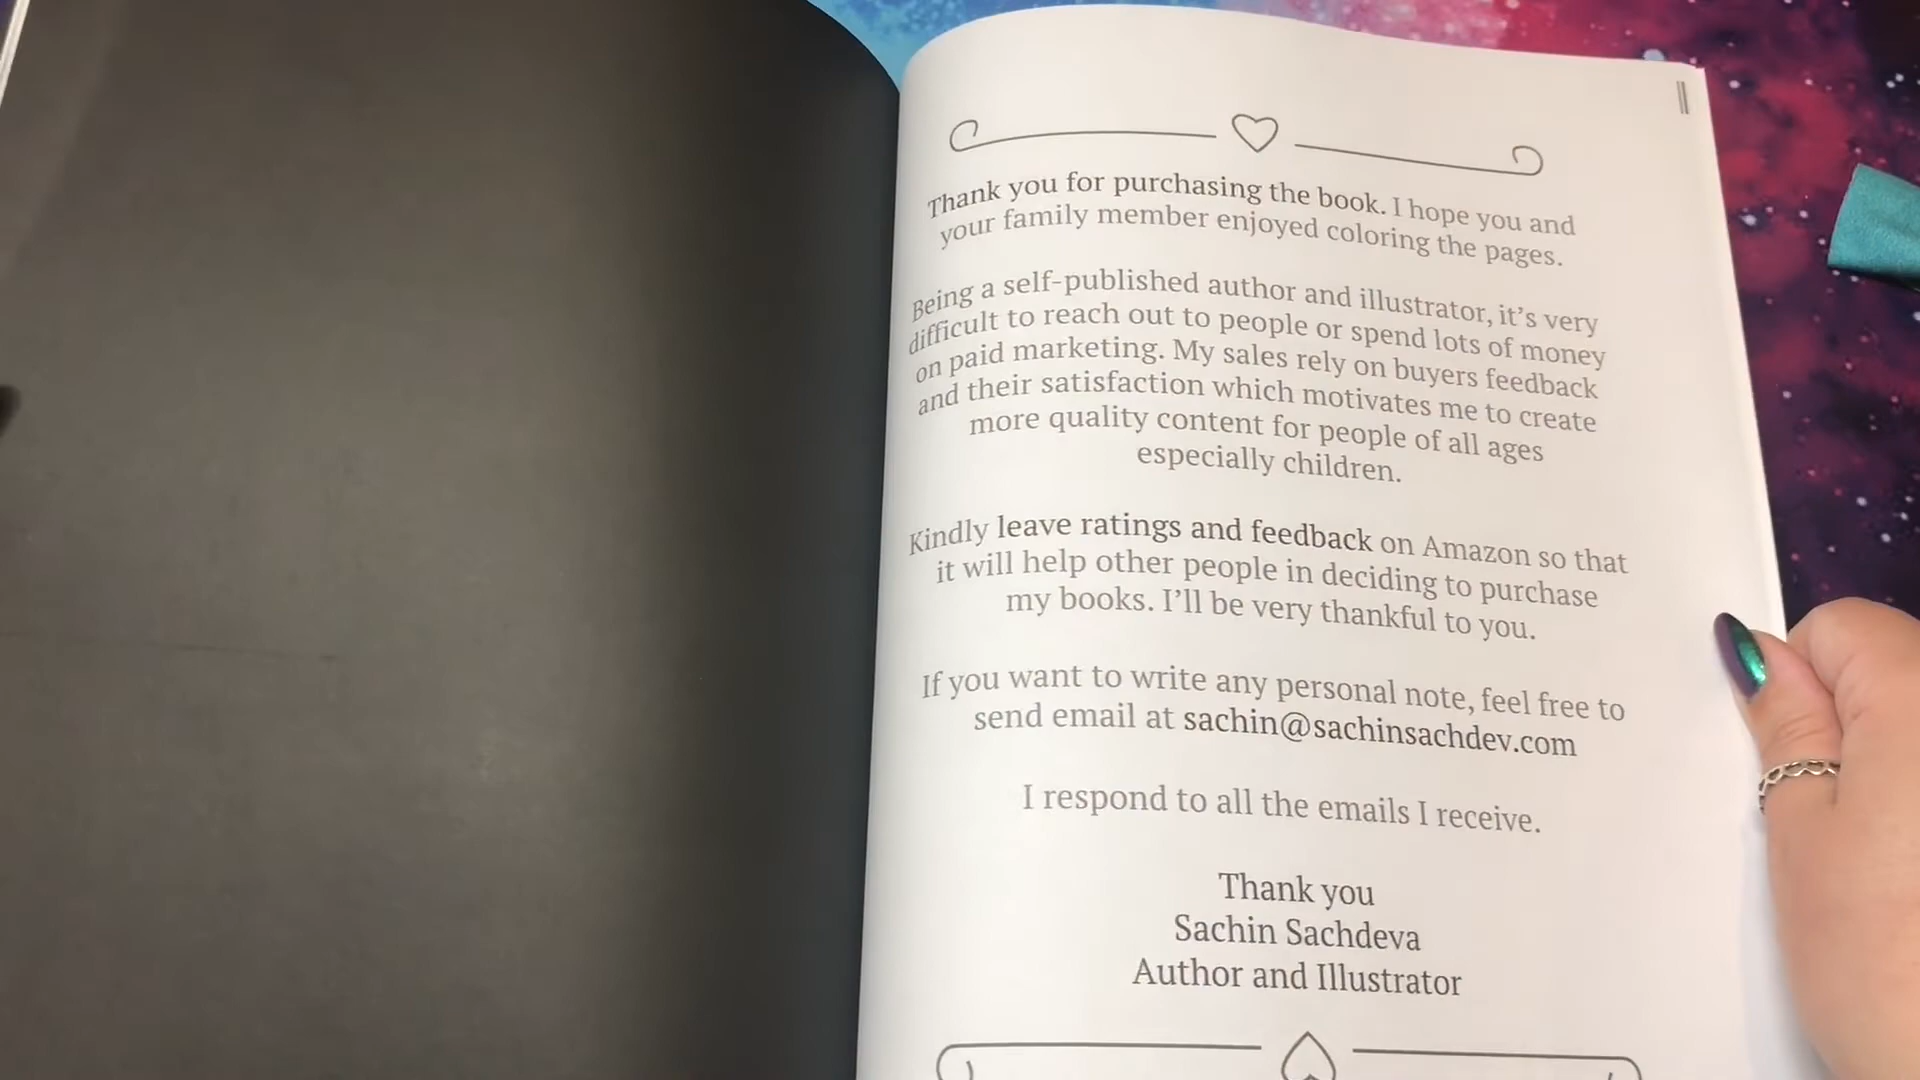 Thank you for purchasing the book. I hope you and
your family member enjoyed coloring the pages.
Being a self-published author and illustrator, it's very
difficult to reach out to people or spend lots of money
on paid marketing. My sales rely on buyers feedback
and their satisfaction which motivates me to create
more quality content for people of all ages
especially children.
Kindly leave ratings and feedback on Amazon so that
it will help other people in deciding to purchase
my books. I'll be very thankful to you.
If you want to write any personal note, feel free to
send email at sachin@sachinsachdev.com
I respond to all the emails I receive.
Thank you
Sachin Sachdeva
Author and Illustrator